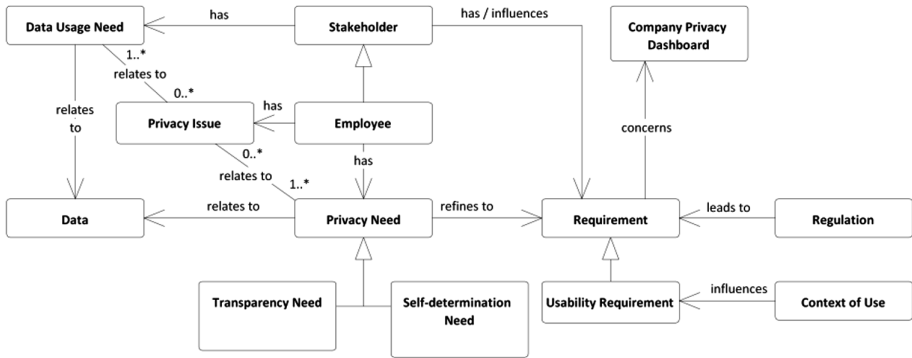 Data Usage Need
has
Stakeholder
has / influences
Company Privacy
Dashboard
1..*
relates to
0..*
relates
to
Privacy Issue
has
Employee
concerns
0..*
relates to
1..*
has
Data
relates to
Privacy Need
refines to
Requirement
leads to
Regulation
Transparency Need
Self-determination
Need
Usability Requirement
influences
Context of Use